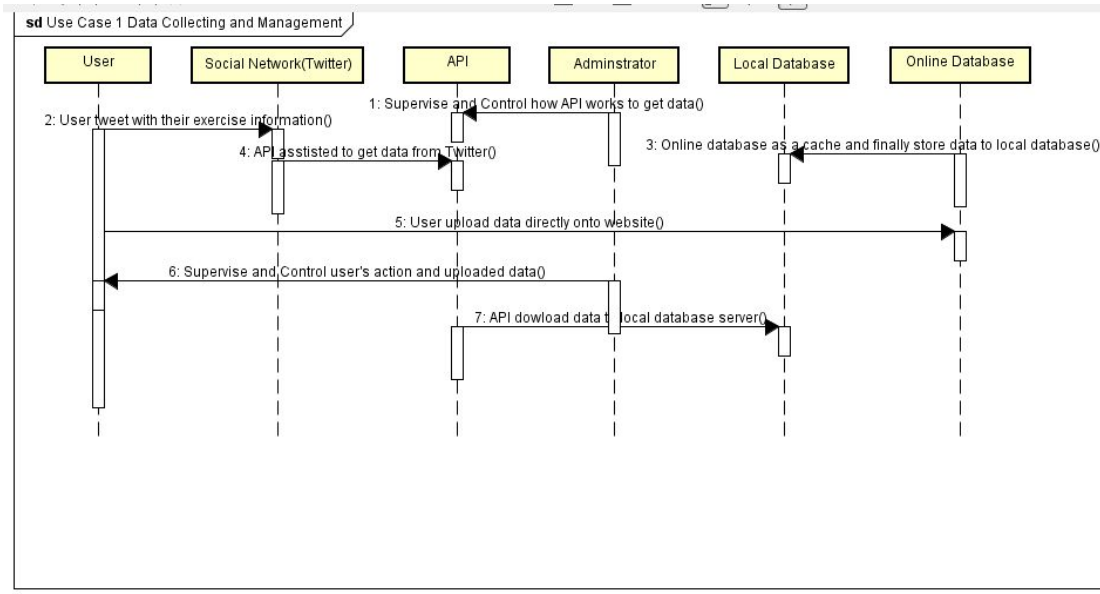 sd Use Case 1 Data Collecting and Management
User
Social Network(Twitter)
API
Adminstrator
Local Database
Online Database
1: Supervise and Control how API works to get data()
2: User tweet with their exercise information()
3: Online database as a cache and finally store data to local database()
4: API asstisted to get data from Twitter()
5: User upload data directly onto website()
6: Supervise and Control user's action and uploaded data()
7: API dowload data to local database server()